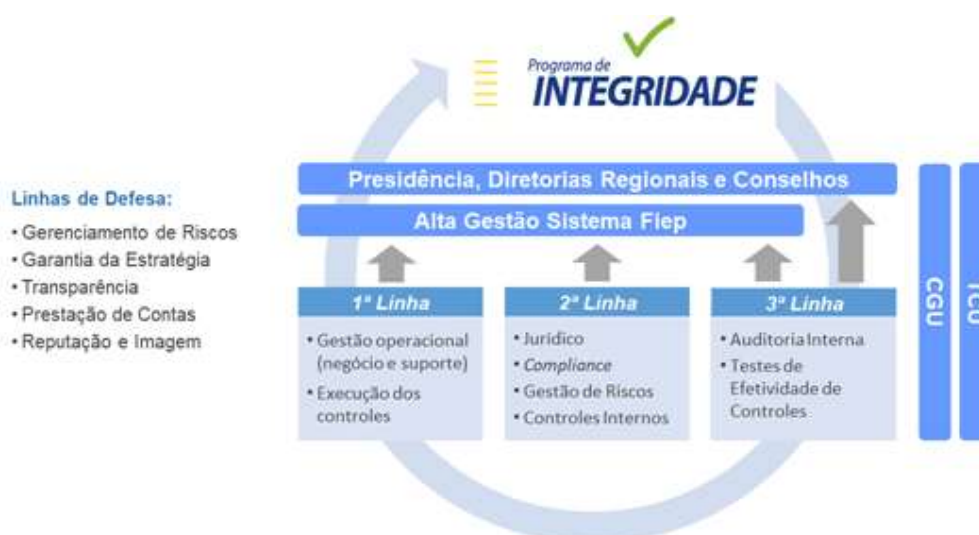 Programa de
INTEGRIDADE
Linhas de Defesa:
• Gerenciamento de Riscos
• Garantia da Estratégia
• Transparência
• Prestação de Contas
• Reputação e Imagem
Presidência, Diretorias Regionais e Conselhos
Alta Gestão Sistema Fiep
1ª Linha
• Gestão operacional
(negócio e suporte)
• Execução dos
controles
2ª Linha
• Jurídico
• Compliance
• Gestão de Riscos
• Controles Internos
3ª Linha
• Auditoria Interna
• Testes de
Efetividade de
Controles
CGU
TCU